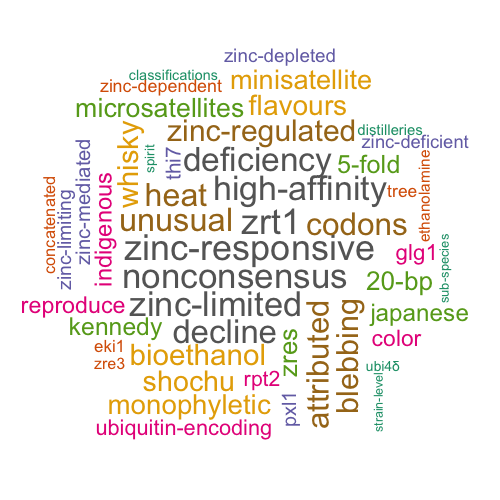 zinc-depleted
classifications
zinc-dependent
minisatellite
microsatellites
flavours
whisky
spirit
thi7
zinc-regulated
distilleries
zinc-deficient
deficiency
5-fold
concatenated
zinc-limiting
zinc-mediated
indigenous
heat
high-affinity
tree
ethanolamine
unusual
zrt1
codons
zinc-responsive
glg1
sub-species
nonconsensus
20-bp
reproduce
zinc-limited
attributed
blebbing
japanese
kennedy
decline
zres
color
eki1
zre3
bioethanol
shochu
rpt2
pxl1
ubi4δ
strain-level
monophyletic
ubiquitin-encoding